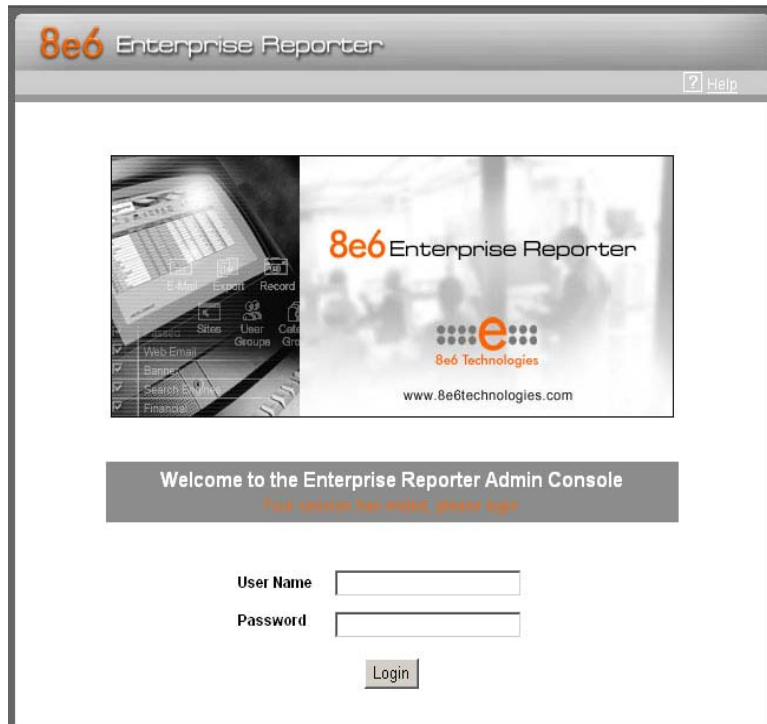 8e6 Enterprise Reporter
? Help
8e6 Enterprise Reporter
E-Mail Export Record
Sites User Groups
Web Email
Banner
Search Engines
Financial
e
8e6 Technologies
www.8e6technologies.com
Welcome to the Enterprise Reporter Admin Console
Your session has ended, please login
User Name
Password
Login